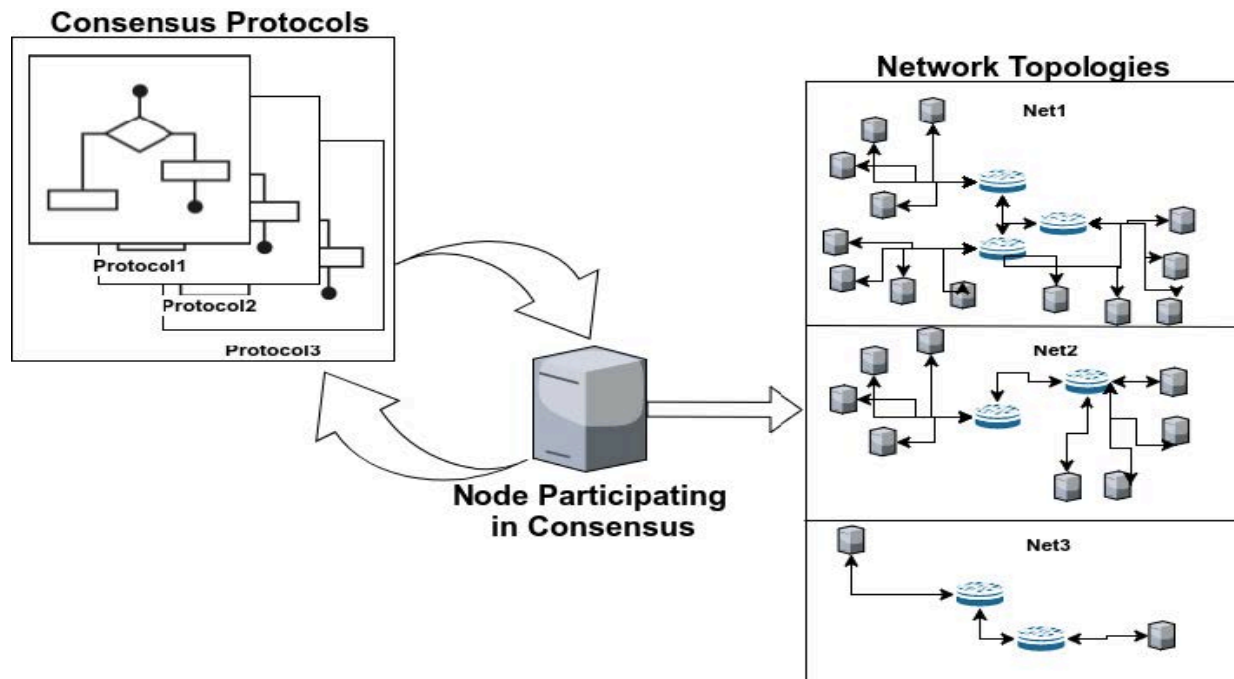 Consensus Protocols
Protocol1
Protocol2
Protocol3
Node Participating
in Consensus
Network Topologies
Net1
Net2
Net3